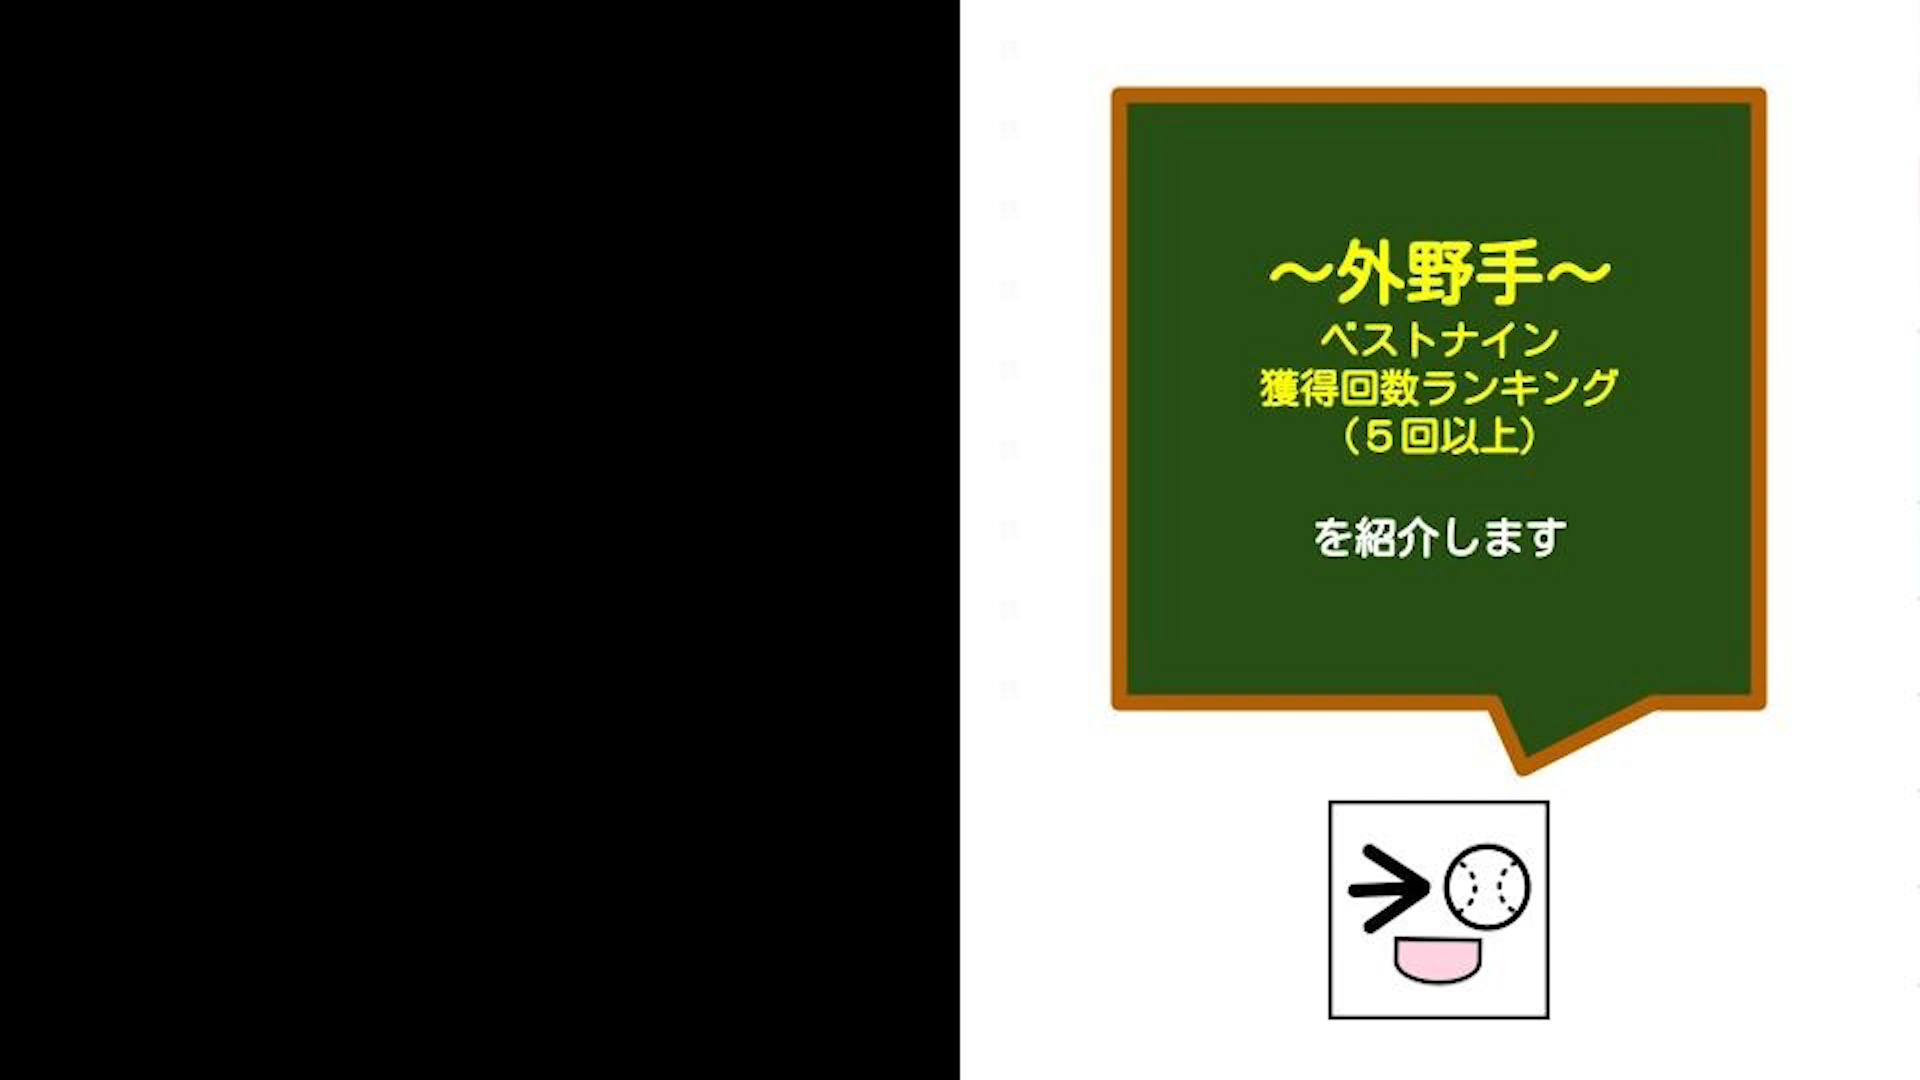 ～外野手～
ベストナイン
獲得回数ランキング
（５回以上）
を紹介します